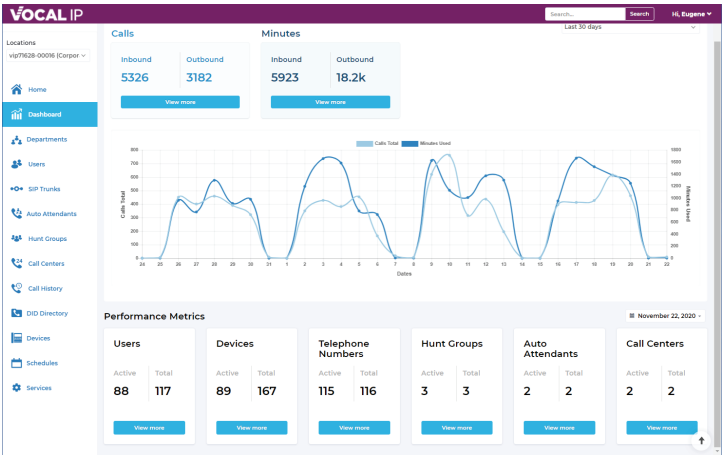 VOCAL IP
Search...
Search
Hi, Eugene
Locations
vip71628-00016 (Corpor
Home
Dashboard
Departments
Users
SIP Trunks
Auto Attendants
Hunt Groups
24
Call Centers
Call History
DID Directory
Devices
Schedules
Services
Last 30 days
Calls
Inbound
Outbound
5326
3182
View more
Minutes
Inbound
Outbound
5923
18.2k
View more
Calls Total
Minutes Used
800
700
600
500
400
300
200
100
0
Calls Total
1800
1600
1400
1200
1000
800
600
400
200
0
Minutes Used
24 25 26 27 28 29 30 31 1 2 3 4 5 6 7 8 9 10 11 12 13 14 15 16 17 18 19 20 21 22
Dates
Performance Metrics
November 22, 2020
Users
Active Total
88 117
View more
Devices
Active Total
89 167
View more
Telephone
Numbers
Active Total
115 116
View more
Hunt Groups
Active Total
3 3
View more
Auto
Attendants
Active Total
2 2
View more
Call Centers
Active Total
2 2
View more